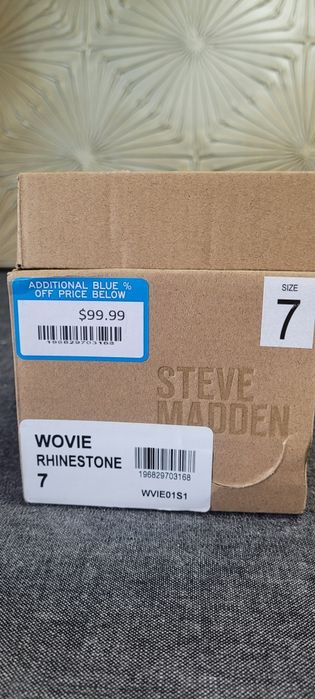 ADDITIONAL BLUE %
OFF PRICE BELOW
$99.99
196829703168
SIZE
7
STEVE
MADDEN
WOVIE
RHINESTONE
7
196829703168
WVIE01S1